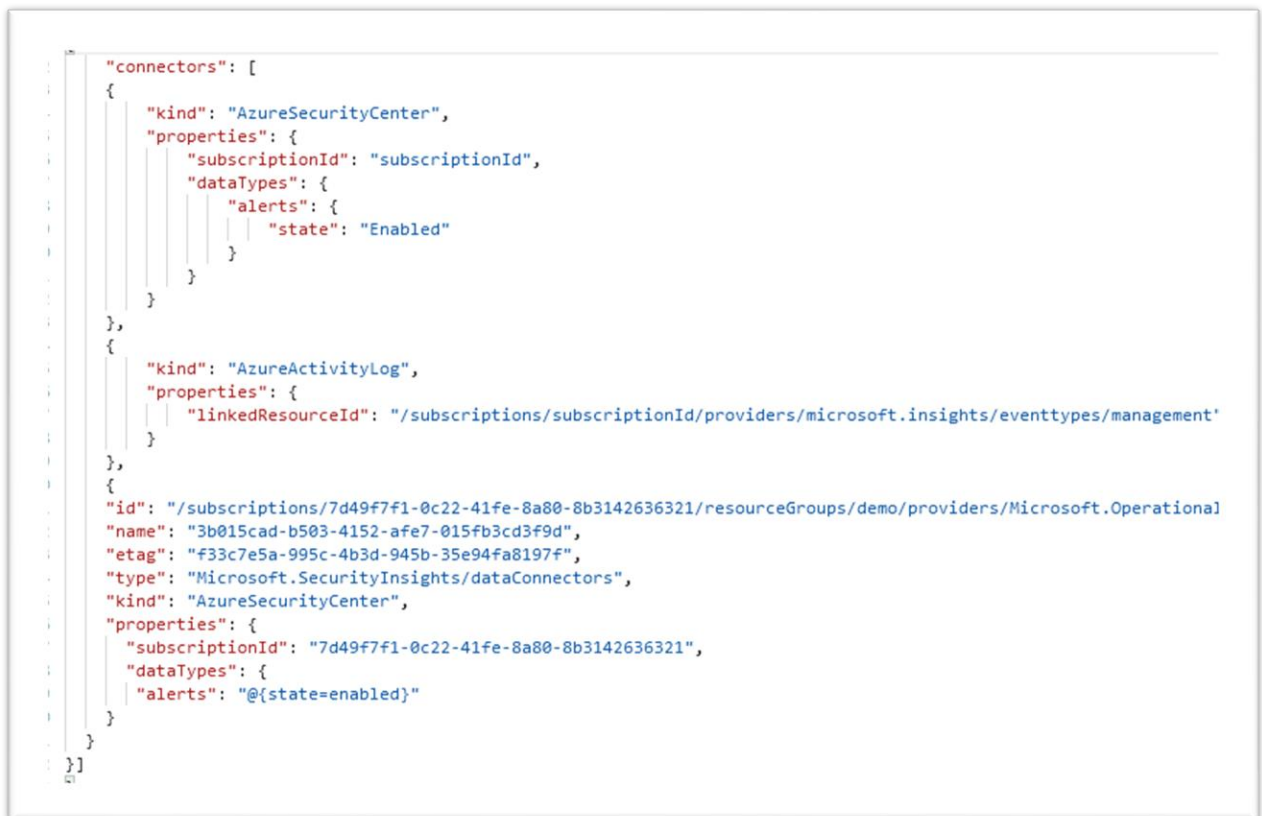 "connectors": [
{
"kind": "AzureSecurityCenter",
"properties": {
"subscriptionId": "subscriptionId",
"dataTypes": {
"alerts": {
"state": "Enabled"
}
}
}
},
{
"kind": "AzureActivityLog",
"properties": {
"linkedResourceId": "/subscriptions/subscriptionId/providers/microsoft.insights/eventtypes/management'
}
},
{
"id": "/subscriptions/7d49f7f1-0c22-41fe-8a80-8b3142636321/resourceGroups/demo/providers/Microsoft.Operational
"name": "3b015cad-b503-4152-afe7-015fb3cd3f9d",
"etag": "f33c7e5a-995c-4b3d-945b-35e94fa8197f",
"type": "Microsoft.SecurityInsights/dataConnectors",
"kind": "AzureSecurityCenter",
"properties": {
"subscriptionId": "7d49f7f1-0c22-41fe-8a80-8b3142636321",
"dataTypes": {
"alerts": "@{state=enabled}"
}
}
}]